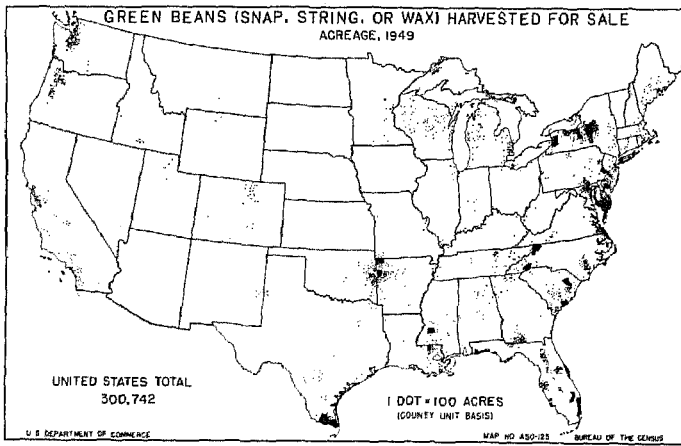 GREEN BEANS (SNAP, STRING, OR WAX) HARVESTED FOR SALE
ACREAGE, 1949
UNITED STATES TOTAL
300,742
1 DOT = 100 ACRES
(COUNTY UNIT BASIS)
U S DEPARTMENT OF COMMERCE
MAP NO A50-125
BUREAU OF THE CENSUS